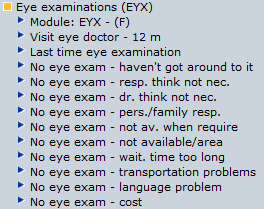 Eye examinations (EYX)
Module: EYX - (F)
Visit eye doctor - 12 m
Last time eye examination
No eye exam - haven't got around to it
No eye exam - resp. think not nec.
No eye exam - dr. think not nec.
No eye exam - pers./family resp.
No eye exam - not av. when require
No eye exam - not available/area
No eye exam - wait. time too long
No eye exam - transportation problems
No eye exam - language problem
No eye exam - cost